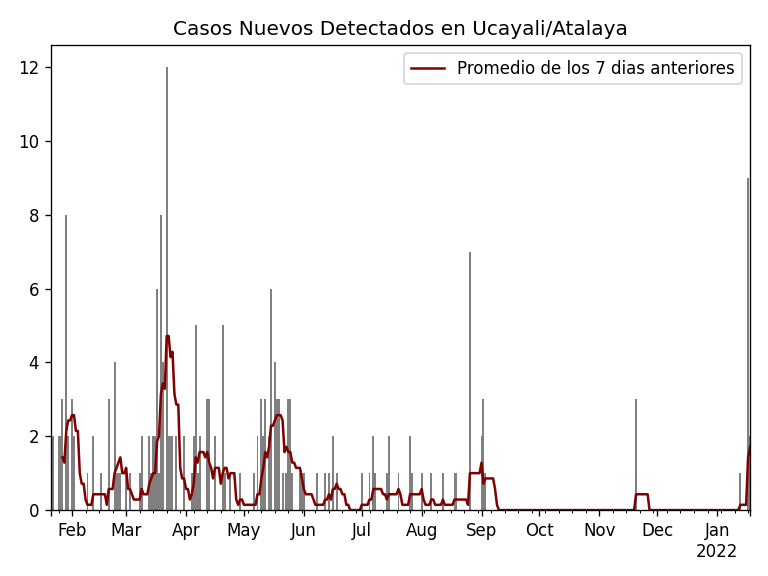 Casos Nuevos Detectados en Ucayali/Atalaya
Promedio de los 7 dias anteriores
12
10
8
6
4
2
0
Feb Mar Apr May Jun Jul Aug Sep Oct Nov Dec Jan
2022